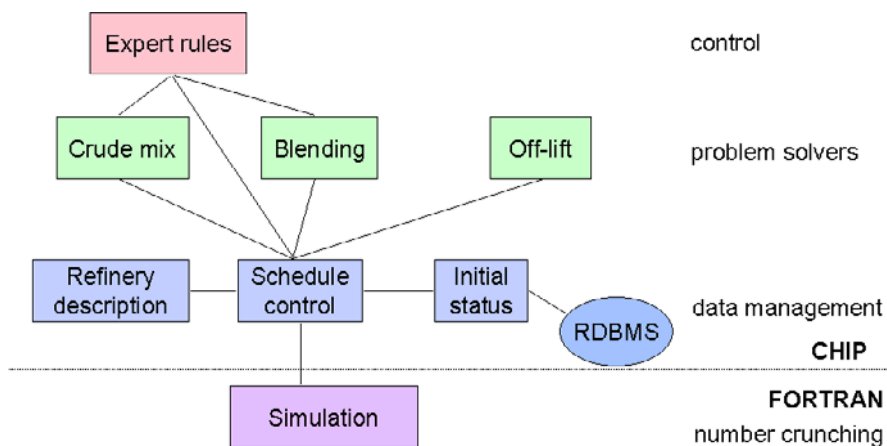 Expert rules
control
Crude mix
Blending
Off-lift
problem solvers
Refinery
description
Schedule
control
Initial
status
RDBMS
data management
CHIP
Simulation
FORTRAN
number crunching